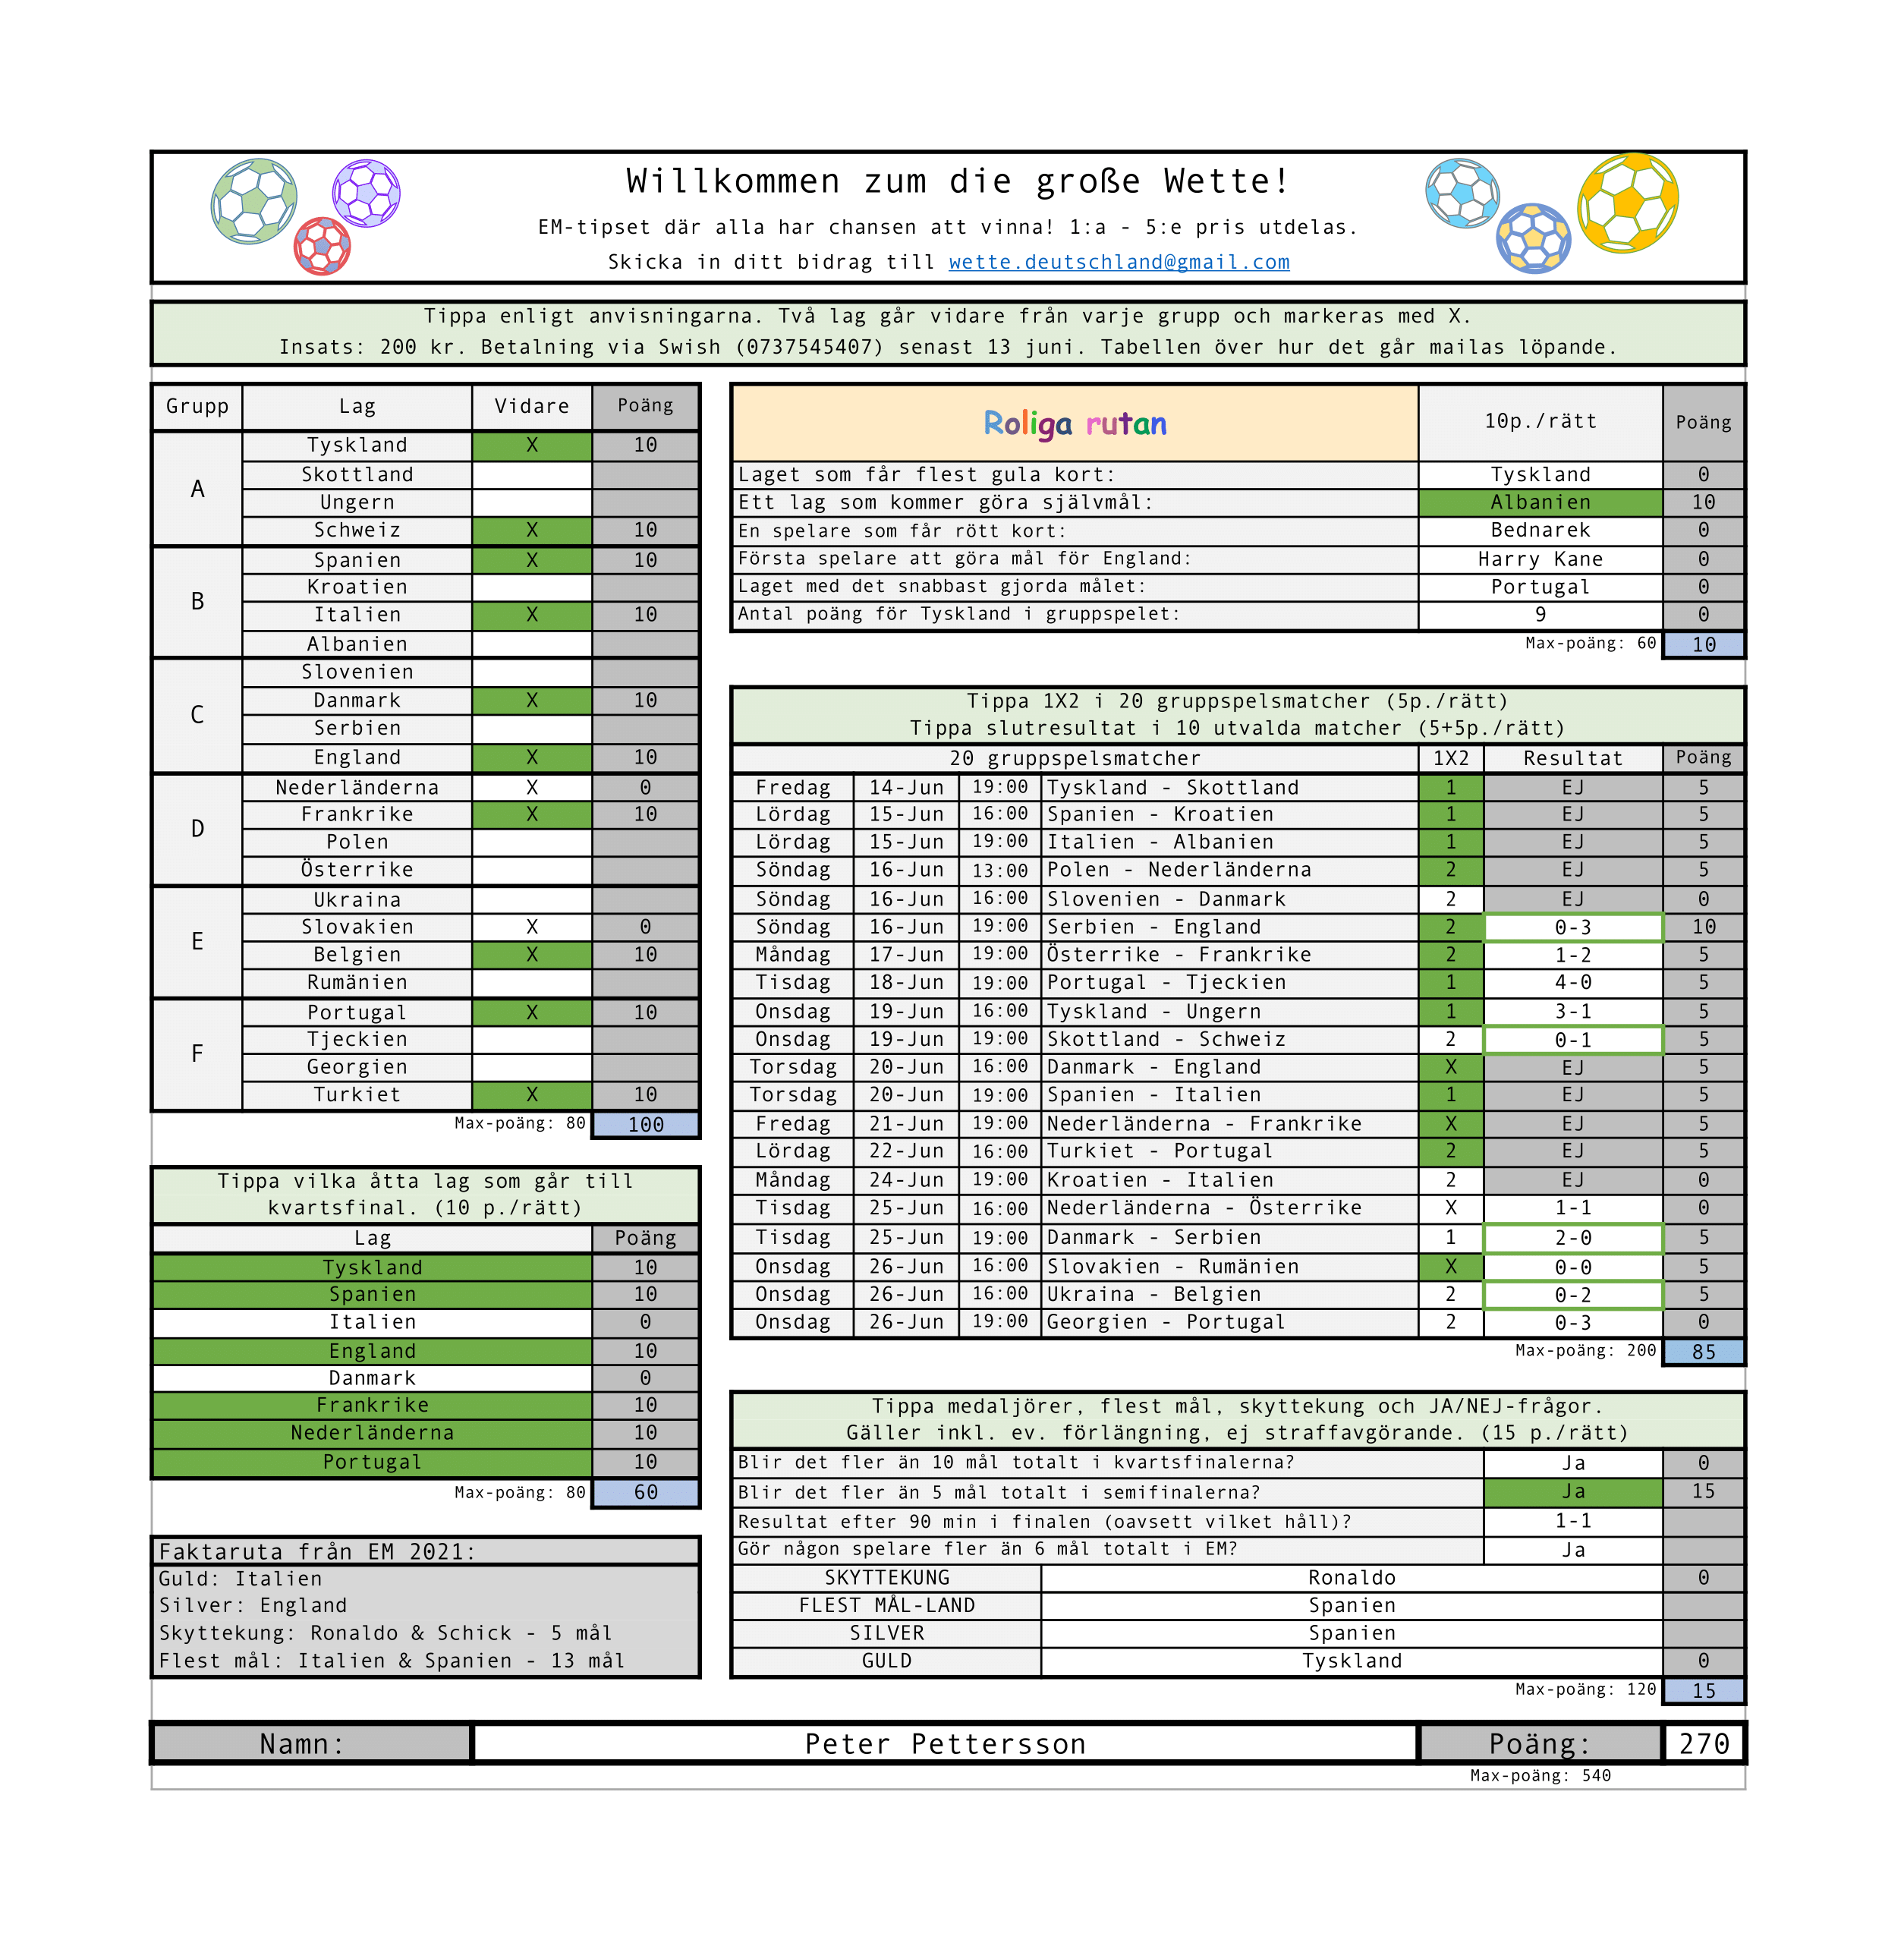 Willkommen zum die große Wette!
EM-tipset där alla har chansen att vinna! 1:a - 5:e pris utdelas.
Skicka in ditt bidrag till wette.deutschland@gmail.com
Tippa enligt anvisningarna. Två lag går vidare från varje grupp och markeras med X.
Insats: 200 kr. Betalning via Swish (0737545407) senast 13 juni. Tabellen över hur det går mailas löpande.
Grupp Lag Vidare Poäng
A
Tyskland X 10
Skottland
Ungern
Schweiz X 10
B
Spanien X 10
Kroatien
Italien X 10
Albanien
C
Slovenien
Danmark X 10
Serbien
England X 10
D
Nederländerna X 0
Frankrike X 10
Polen
Österrike
E
Ukraina
Slovakien X 0
Belgien X 10
Rumänien
F
Portugal X 10
Tjeckien
Georgien
Turkiet X 10
Max-poäng: 80 100
Tippa vilka åtta lag som går till
kvartsfinal. (10 p./rätt)
Lag Poäng
Tyskland 10
Spanien 10
Italien 0
England 10
Danmark 0
Frankrike 10
Nederländerna 10
Portugal 10
Max-poäng: 80 60
Faktaruta från EM 2021:
Guld: Italien
Silver: England
Skyttekung: Ronaldo & Schick - 5 mål
Flest mål: Italien & Spanien - 13 mål
Roliga rutan 10p./rätt Poäng
Laget som får flest gula kort: Tyskland 0
Ett lag som kommer göra självmål: Albanien 10
En spelare som får rött kort: Bednarek 0
Första spelare att göra mål för England: Harry Kane 0
Laget med det snabbast gjorda målet: Portugal 0
Antal poäng för Tyskland i gruppspelet: 9 0
Max-poäng: 60 10
Tippa 1X2 i 20 gruppspelsmatcher (5p./rätt)
Tippa slutresultat i 10 utvalda matcher (5+5p./rätt)
20 gruppspelsmatcher 1X2 Resultat Poäng
Fredag 14-Jun 19:00 Tyskland - Skottland 1 EJ 5
Lördag 15-Jun 16:00 Spanien - Kroatien 1 EJ 5
Lördag 15-Jun 19:00 Italien - Albanien 1 EJ 5
Söndag 16-Jun 13:00 Polen - Nederländerna 2 EJ 5
Söndag 16-Jun 16:00 Slovenien - Danmark 2 EJ 0
Söndag 16-Jun 19:00 Serbien - England 2 0-3 10
Måndag 17-Jun 19:00 Österrike - Frankrike 2 1-2 5
Tisdag 18-Jun 19:00 Portugal - Tjeckien 1 4-0 5
Onsdag 19-Jun 16:00 Tyskland - Ungern 1 3-1 5
Onsdag 19-Jun 19:00 Skottland - Schweiz 2 0-1 5
Torsdag 20-Jun 16:00 Danmark - England X EJ 5
Torsdag 20-Jun 19:00 Spanien - Italien 1 EJ 5
Fredag 21-Jun 19:00 Nederländerna - Frankrike X EJ 5
Lördag 22-Jun 16:00 Turkiet - Portugal 2 EJ 5
Måndag 24-Jun 19:00 Kroatien - Italien 2 EJ 0
Tisdag 25-Jun 16:00 Nederländerna - Österrike X 1-1 0
Tisdag 25-Jun 19:00 Danmark - Serbien 1 2-0 5
Onsdag 26-Jun 16:00 Slovakien - Rumänien X 0-0 5
Onsdag 26-Jun 16:00 Ukraina - Belgien 2 0-2 5
Onsdag 26-Jun 19:00 Georgien - Portugal 2 0-3 0
Max-poäng: 200 85
Tippa medaljörer, flest mål, skyttekung och JA/NEJ-frågor.
Gäller inkl. ev. förlängning, ej straffavgörande. (15 p./rätt)
Blir det fler än 10 mål totalt i kvartsfinalerna? Ja 0
Blir det fler än 5 mål totalt i semifinalerna? Ja 15
Resultat efter 90 min i finalen (oavsett vilket håll)? 1-1
Gör någon spelare fler än 6 mål totalt i EM? Ja
SKYTTEKUNG Ronaldo 0
FLEST MÅL-LAND Spanien
SILVER Spanien
GULD Tyskland 0
Max-poäng: 120 15
Namn: Peter Pettersson Poäng: 270
Max-poäng: 540